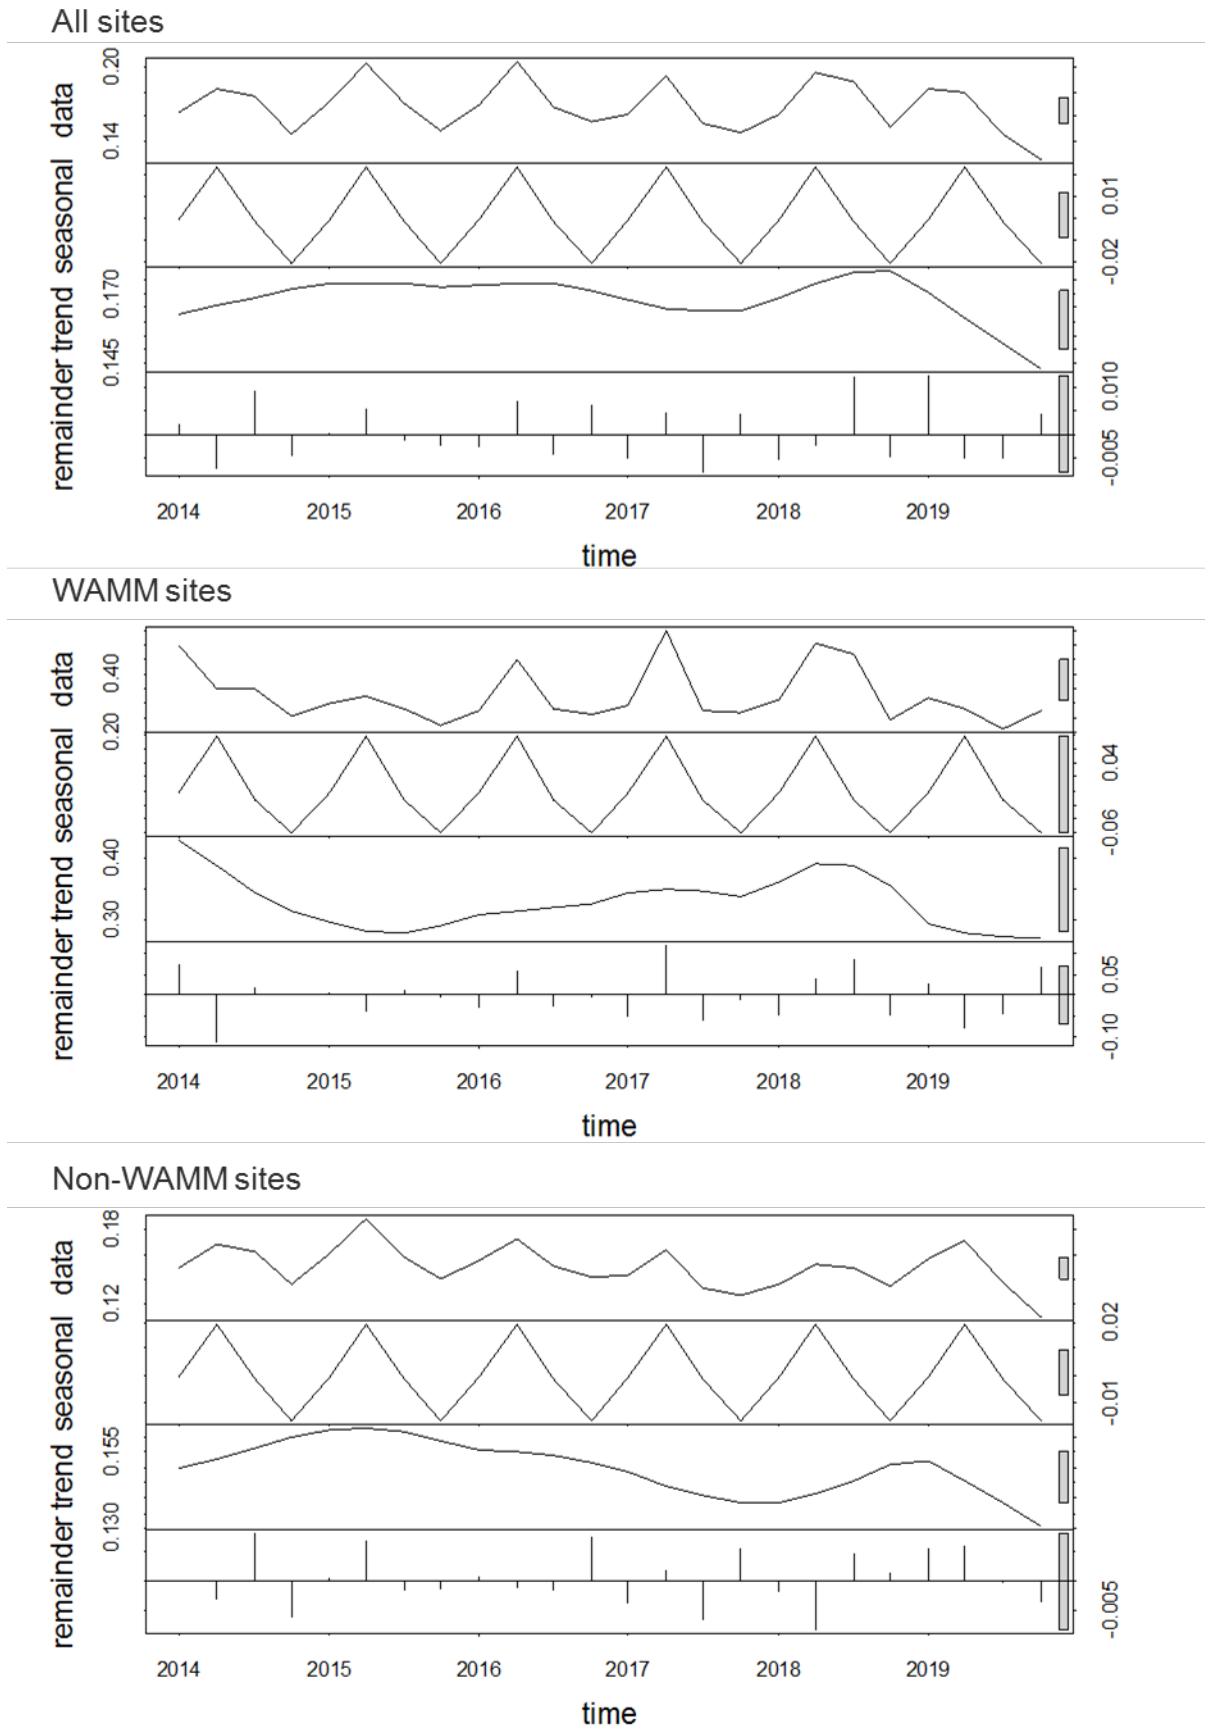 All sites
data
0.20
0.14
seasonal
0.01
-0.02
trend
0.170
0.145
remainder
0.010
-0.005
2014 2015 2016 2017 2018 2019
time
WAMM sites
data
0.40
0.20
seasonal
0.04
-0.06
trend
0.40
0.30
remainder
0.05
-0.10
2014 2015 2016 2017 2018 2019
time
Non-WAMM sites
data
0.18
0.12
seasonal
0.02
-0.01
trend
0.155
0.130
remainder
-0.005
2014 2015 2016 2017 2018 2019
time